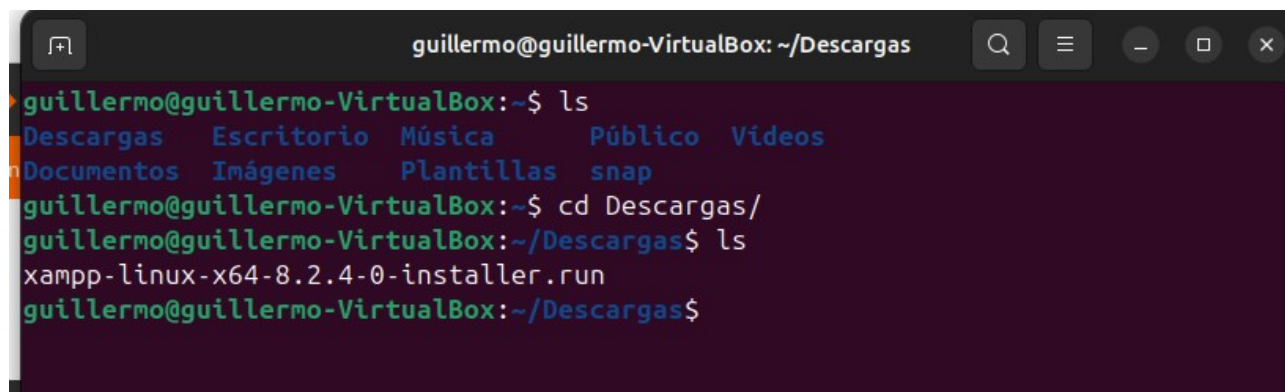 guillermo@guillermo-VirtualBox: ~/Descargas
guillermo@guillermo-VirtualBox:~$ ls
Descargas Escritorio Música Público Vídeos
Documentos Imágenes Plantillas snap
guillermo@guillermo-VirtualBox:~$ cd Descargas/
guillermo@guillermo-VirtualBox:~/Descargas$ ls
xampp-linux-x64-8.2.4-0-installer.run
guillermo@guillermo-VirtualBox:~/Descargas$